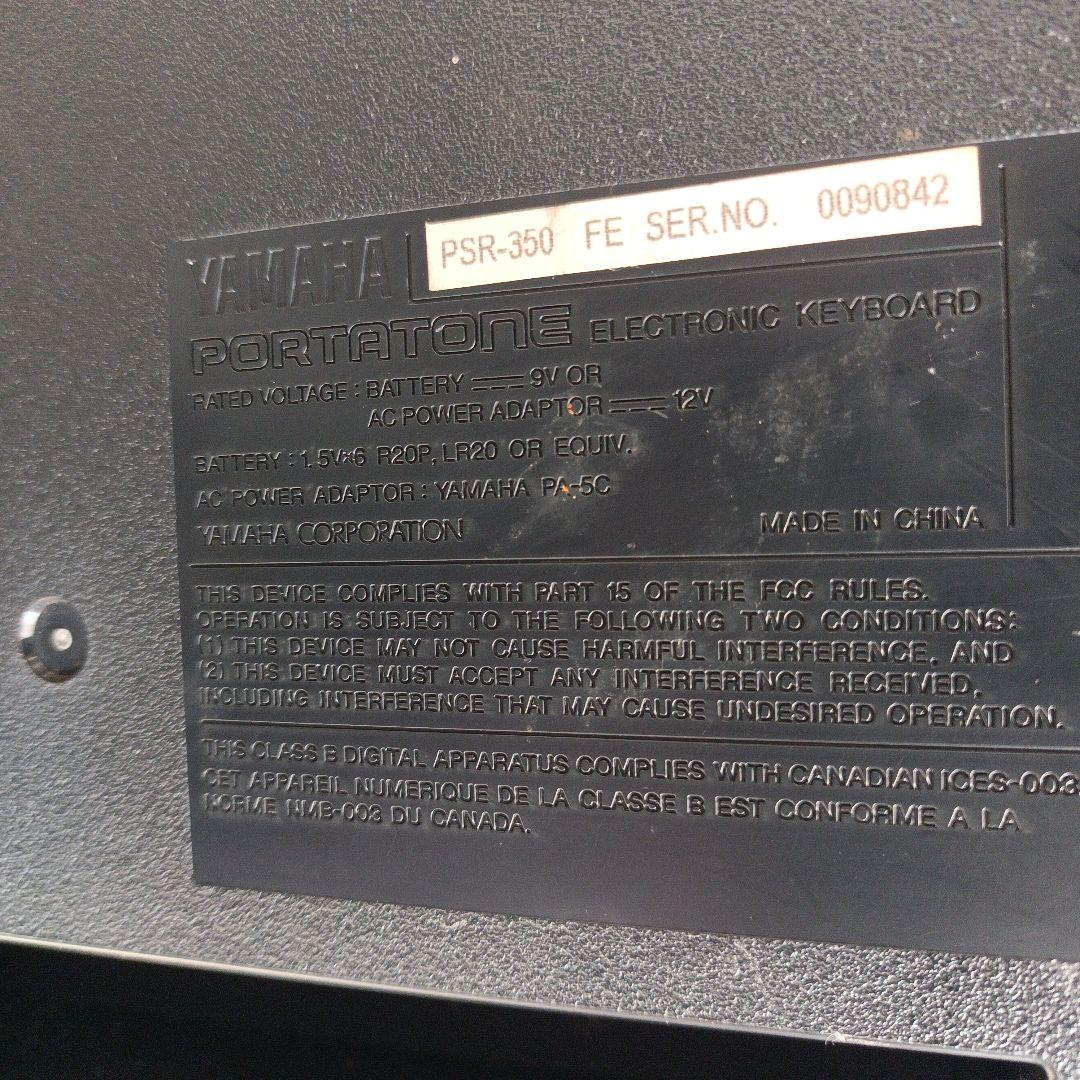 YAMAHA PSR-350 FE SER.NO. 0090842
PORTATONE ELECTRONIC KEYBOARD
RATED VOLTAGE : BATTERY ⎓ 9V OR
AC POWER ADAPTOR ⎓ 12V
BATTERY : 1.5V×6 R20P, LR20 OR EQUIV.
AC POWER ADAPTOR : YAMAHA PA-5C
YAMAHA CORPORATION MADE IN CHINA
THIS DEVICE COMPLIES WITH PART 15 OF THE FCC RULES.
OPERATION IS SUBJECT TO THE FOLLOWING TWO CONDITIONS:
(1) THIS DEVICE MAY NOT CAUSE HARMFUL INTERFERENCE, AND
(2) THIS DEVICE MUST ACCEPT ANY INTERFERENCE RECEIVED,
INCLUDING INTERFERENCE THAT MAY CAUSE UNDESIRED OPERATION.
THIS CLASS B DIGITAL APPARATUS COMPLIES WITH CANADIAN ICES-003.
CET APPAREIL NUMERIQUE DE LA CLASSE B EST CONFORME A LA
NORME NMB-003 DU CANADA.